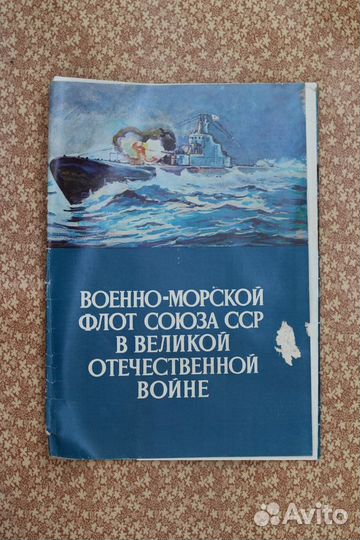 ВОЕННО-МОРСКОЙ
ФЛОТ СОЮЗА ССР
В ВЕЛИКОЙ
ОТЕЧЕСТВЕННОЙ
ВОЙНЕ
Avito